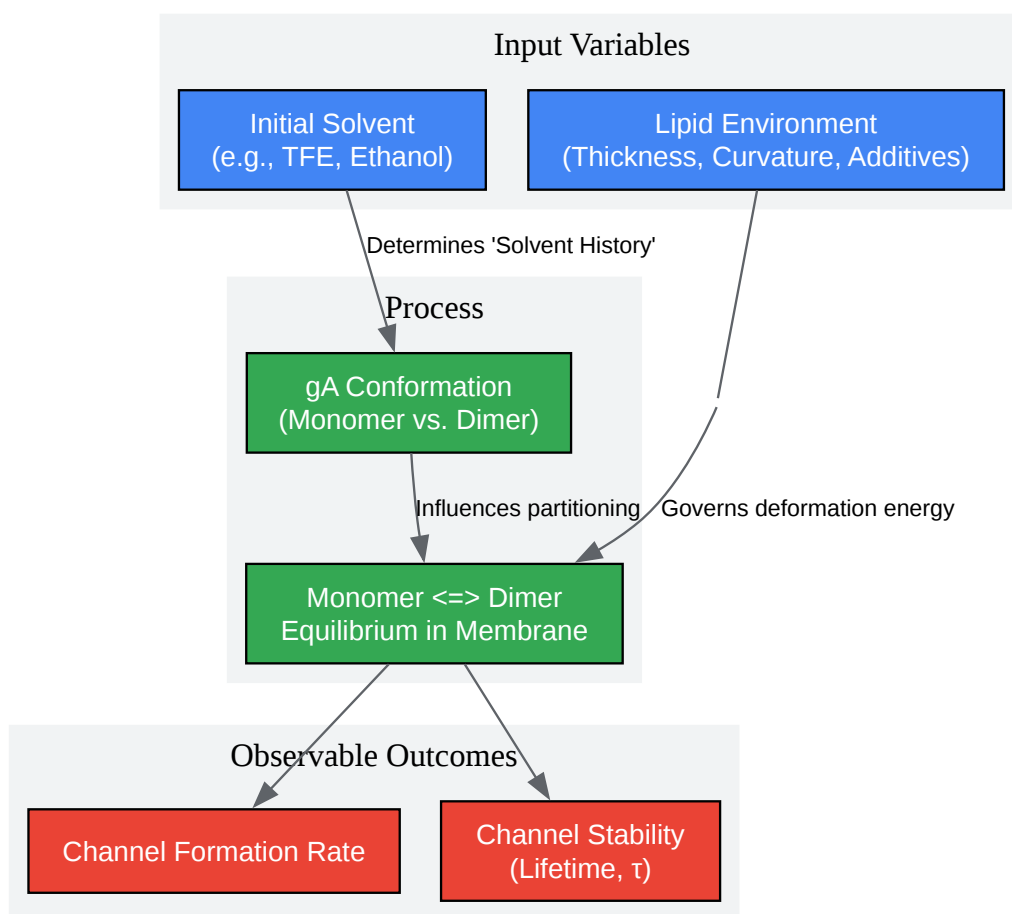 Input Variables
Initial Solvent
(e.g., TFE, Ethanol)
Lipid Environment
(Thickness, Curvature, Additives)
Determines 'Solvent History'
Process
gA Conformation
(Monomer vs. Dimer)
Influences partitioning
Governs deformation energy
Monomer <=> Dimer
Equilibrium in Membrane
Observable Outcomes
Channel Formation Rate
Channel Stability
(Lifetime, τ)